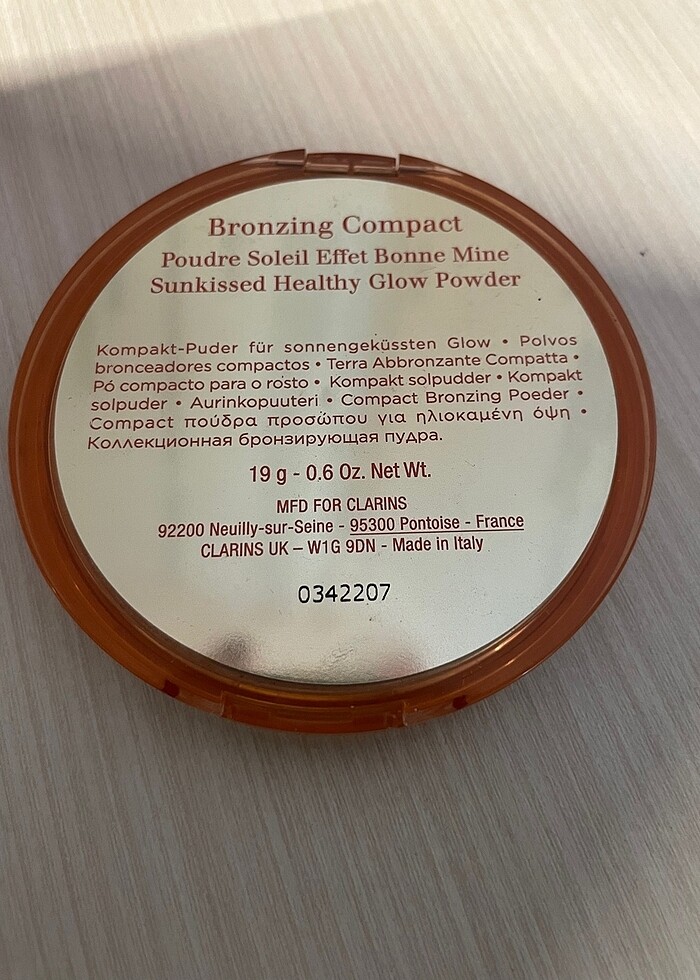 Bronzing Compact
Poudre Soleil Effet Bonne Mine
Sunkissed Healthy Glow Powder
Kompakt-Puder für sonnengeküssten Glow • Polvos
bronceadores compactos • Terra Abbronzante Compatta •
Pó compacto para o rosto • Kompakt solpudder • Kompakt
solpuder • Aurinkopuuteri • Compact Bronzing Poeder •
Compact πούδρα προσώπου για ηλιοκαμένη όψη •
Коллекционная бронзирующая пудра.
19 g - 0.6 Oz. Net Wt.
MFD FOR CLARINS
92200 Neuilly-sur-Seine - 95300 Pontoise - France
CLARINS UK – W1G 9DN - Made in Italy
0342207